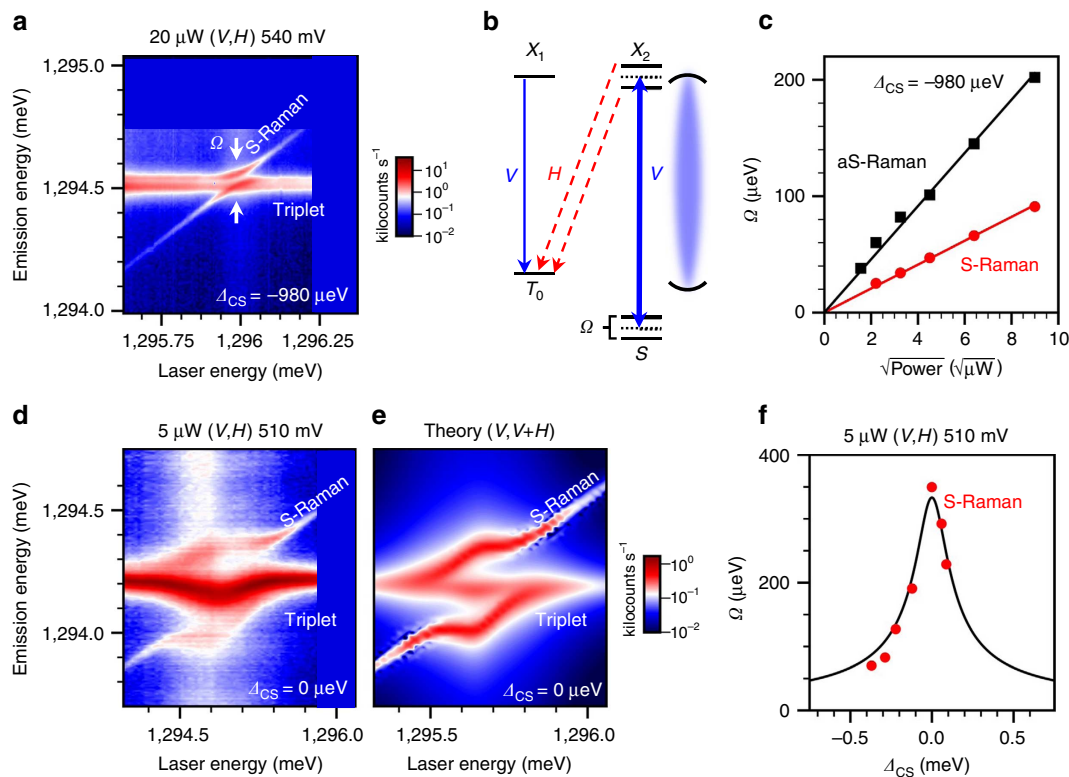 a
20 μW (V,H) 540 mV
Emission energy (meV)
1,295.0
1,294.5
1,294.0
Ω
S-Raman
Triplet
Δ_CS = −980 μeV
1,295.75
1,296
1,296.25
Laser energy (meV)
kilocounts s⁻¹
10¹
10⁰
10⁻¹
10⁻²
b
X₁
X₂
V
H
V
T₀
Ω
S
c
Ω (μeV)
200
100
0
Δ_CS = −980 μeV
aS-Raman
S-Raman
0
2
4
6
8
10
√Power (√μW)
d
5 μW (V,H) 510 mV
Emission energy (meV)
1,294.5
1,294.0
S-Raman
Triplet
Δ_CS = 0 μeV
1,294.5
1,296.0
Laser energy (meV)
e
Theory (V,V+H)
S-Raman
Triplet
Δ_CS = 0 μeV
1,295.5
1,296.0
Laser energy (meV)
kilocounts s⁻¹
10⁰
10⁻¹
10⁻²
f
5 μW (V,H) 510 mV
Ω (μeV)
400
200
0
S-Raman
−0.5
0.0
0.5
Δ_CS (meV)